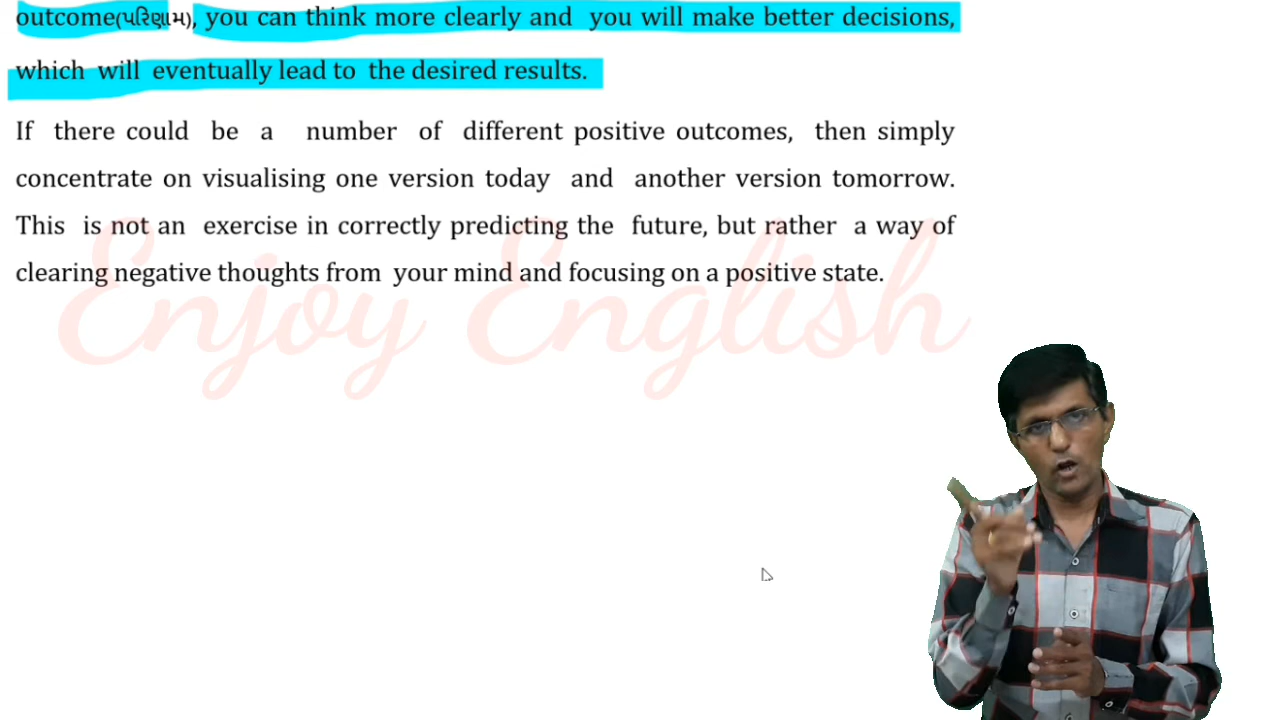 outcome(પરિણામ), you can think more clearly and you will make better decisions,
which will eventually lead to the desired results.
If there could be a number of different positive outcomes, then simply
concentrate on visualising one version today and another version tomorrow.
This is not an exercise in correctly predicting the future, but rather a way of
clearing negative thoughts from your mind and focusing on a positive state.
Enjoy English